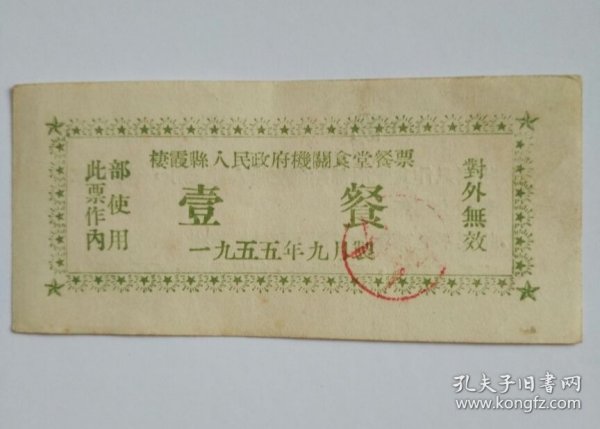 棲霞縣人民政府機關食堂餐票
壹 餐
一九五五年九月製
此票作內
部使用
對外無效
孔夫子旧书网
www.kongfz.com